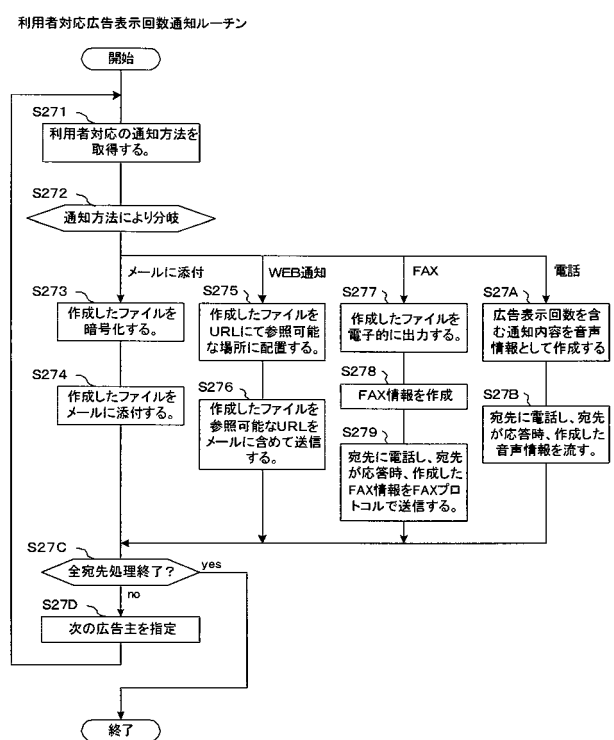 利用者対応広告表示回数通知ルーチン
開始
S271
利用者対応の通知方法を
取得する。
S272
通知方法により分岐
メールに添付
S273
作成したファイルを
暗号化する。
S274
作成したファイルを
メールに添付する。
WEB通知
S275
作成したファイルを
URLにて参照可能
な場所に配置する。
S276
作成したファイルを
参照可能なURLを
メールに含めて送信
する。
FAX
S277
作成したファイルを
電子的に出力する。
S278
FAX情報を作成
S279
宛先に電話し、宛先
が応答時、作成した
FAX情報をFAXプロ
トコルで送信する。
電話
S27A
広告表示回数を含
む通知内容を音声
情報として作成する
S27B
宛先に電話し、宛先
が応答時、作成した
音声情報を流す。
S27C
全宛先処理終了?
yes
no
S27D
次の広告主を指定
終了